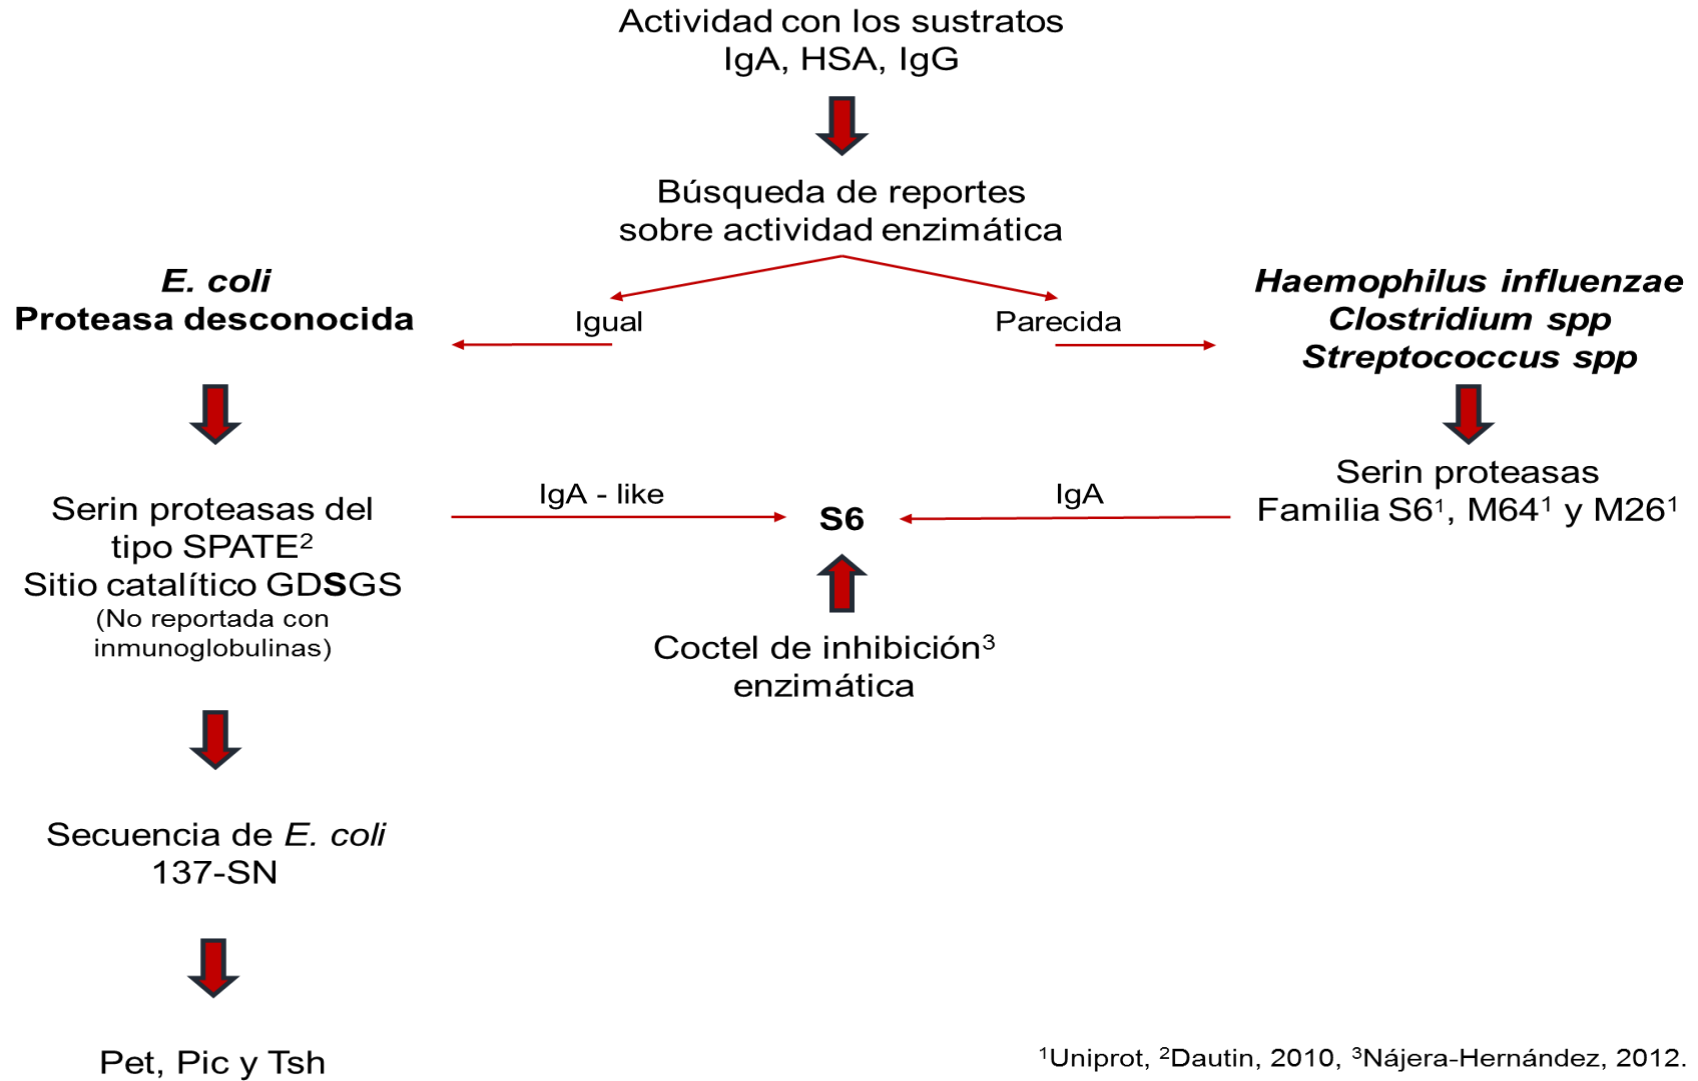 Actividad con los sustratos
IgA, HSA, IgG
Búsqueda de reportes
sobre actividad enzimática
E. coli
Proteasa desconocida
Igual
Parecida
Haemophilus influenzae
Clostridium spp
Streptococcus spp
Serin proteasas del
tipo SPATE²
Sitio catalítico GDSGS
(No reportada con
inmunoglobulinas)
IgA - like
S6
IgA
Serin proteasas
Familia S6¹, M64¹ y M26¹
Coctel de inhibición³
enzimática
Secuencia de E. coli
137-SN
Pet, Pic y Tsh
¹Uniprot, ²Dautin, 2010, ³Nájera-Hernández, 2012.